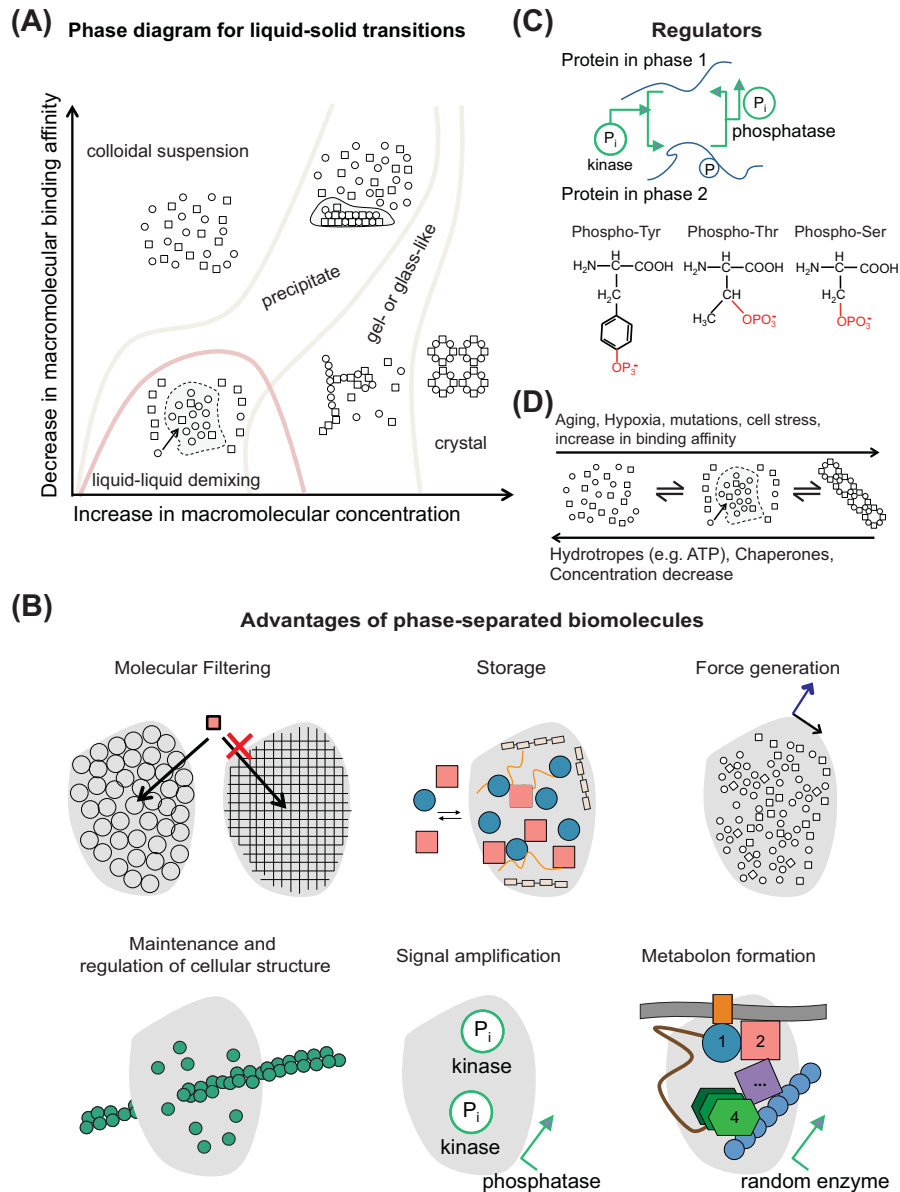 (A)
Phase diagram for liquid-solid transitions
Decrease in macromolecular binding affinity
colloidal suspension
precipitate
gel- or glass-like
crystal
liquid-liquid demixing
Increase in macromolecular concentration
(C)
Regulators
Protein in phase 1
Pi
kinase
Pi
phosphatase
P
Protein in phase 2
Phospho-Tyr
Phospho-Thr
Phospho-Ser
H₂N
H
C
COOH
H₂C
OP₃⁻
H₂N
H
C
COOH
CH
H₃C
OPO₃⁻
H₂N
H
C
COOH
CH₂
OPO₃⁻
(D)
Aging, Hypoxia, mutations, cell stress,
increase in binding affinity
Hydrotropes (e.g. ATP), Chaperones,
Concentration decrease
(B)
Advantages of phase-separated biomolecules
Molecular Filtering
Storage
Force generation
Maintenance and
regulation of cellular structure
Signal amplification
Pi
kinase
Pi
kinase
phosphatase
Metabolon formation
1
2
...
4
random enzyme